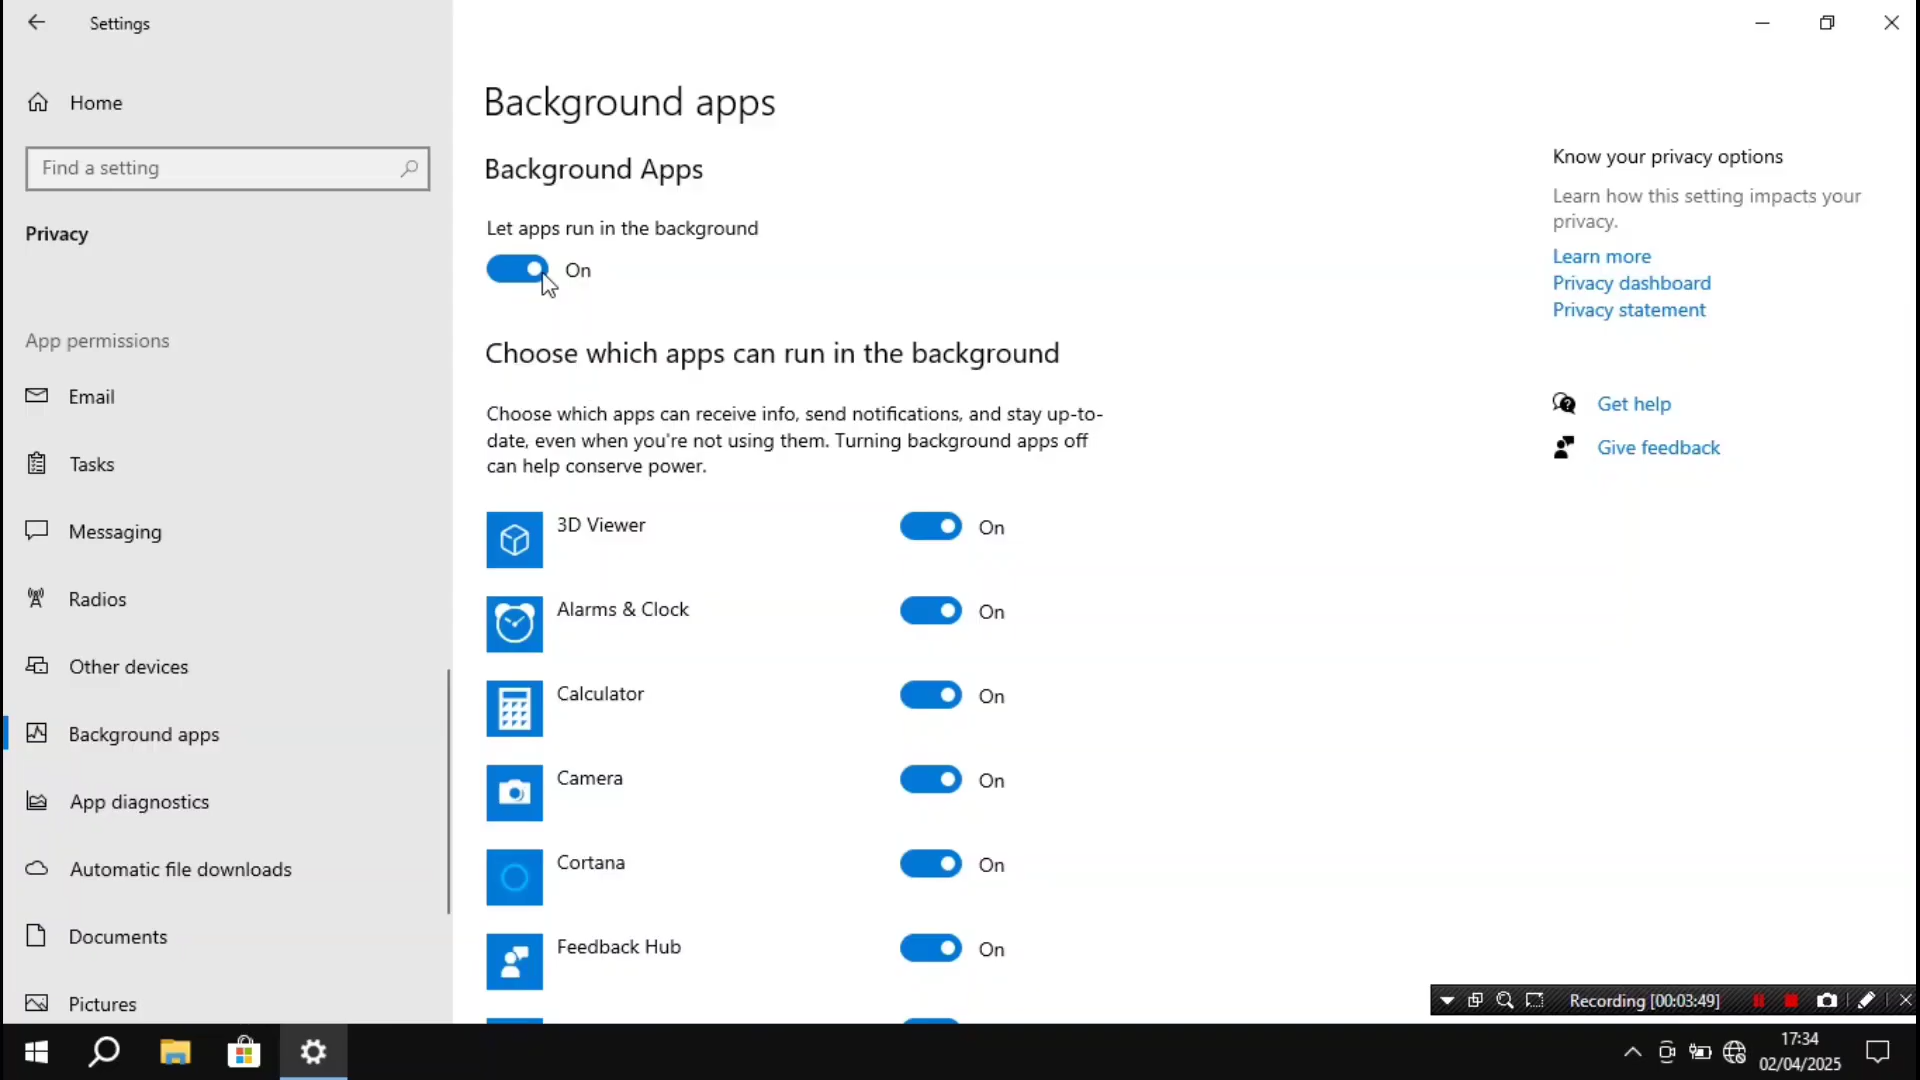 Settings
Home
Find a setting
Privacy
App permissions
Email
Tasks
Messaging
Radios
Other devices
Background apps
App diagnostics
Automatic file downloads
Documents
Pictures
Background apps
Background Apps
Let apps run in the background
On
Choose which apps can run in the background
Choose which apps can receive info, send notifications, and stay up-to-
date, even when you're not using them. Turning background apps off
can help conserve power.
3D Viewer On
Alarms & Clock On
Calculator On
Camera On
Cortana On
Feedback Hub On
Know your privacy options
Learn how this setting impacts your
privacy.
Learn more
Privacy dashboard
Privacy statement
Get help
Give feedback
Recording [00:03:49]
17:34
02/04/2025